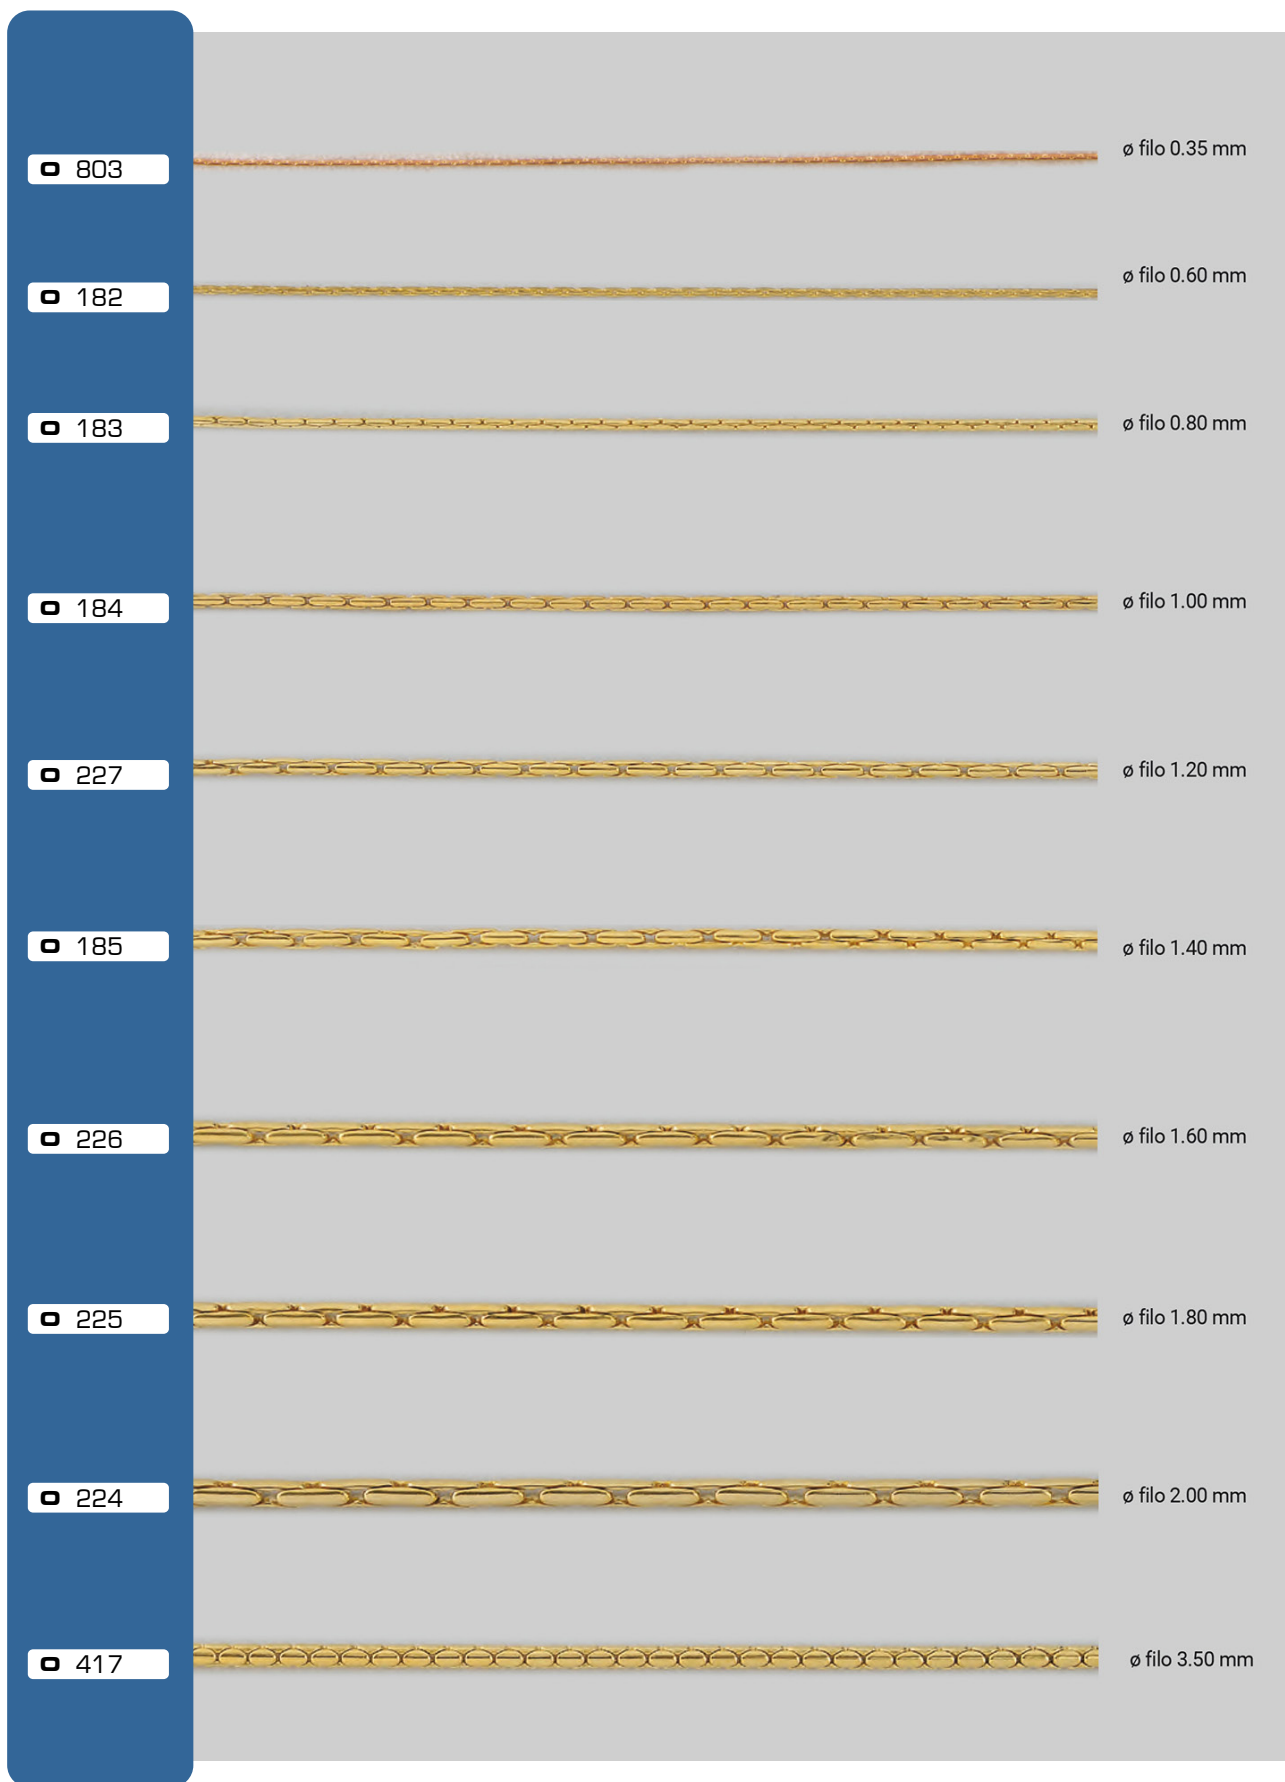 803 ø filo 0.35 mm
182 ø filo 0.60 mm
183 ø filo 0.80 mm
184 ø filo 1.00 mm
227 ø filo 1.20 mm
185 ø filo 1.40 mm
226 ø filo 1.60 mm
225 ø filo 1.80 mm
224 ø filo 2.00 mm
417 ø filo 3.50 mm